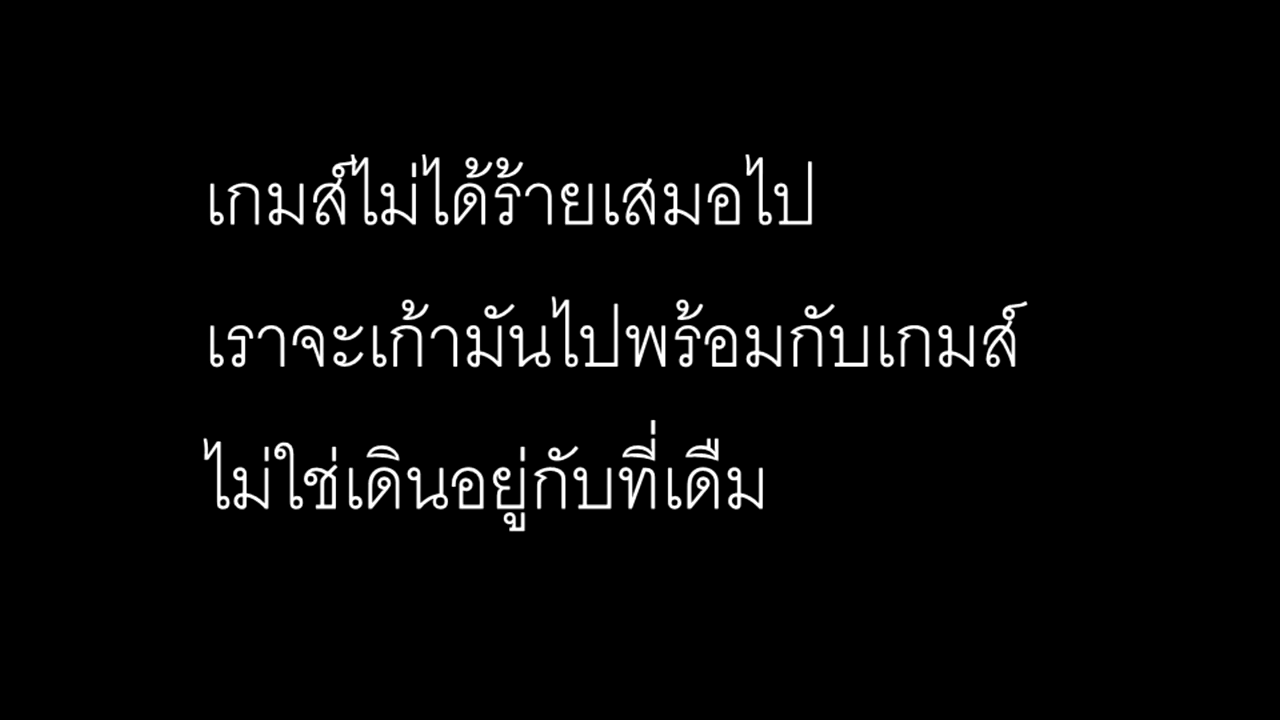 เกมส์ไม่ได้ร้ายเสมอไป
เราจะเก้ามันไปพร้อมกับเกมส์
ไม่ใช่เดินอยู่กับที่เดืม